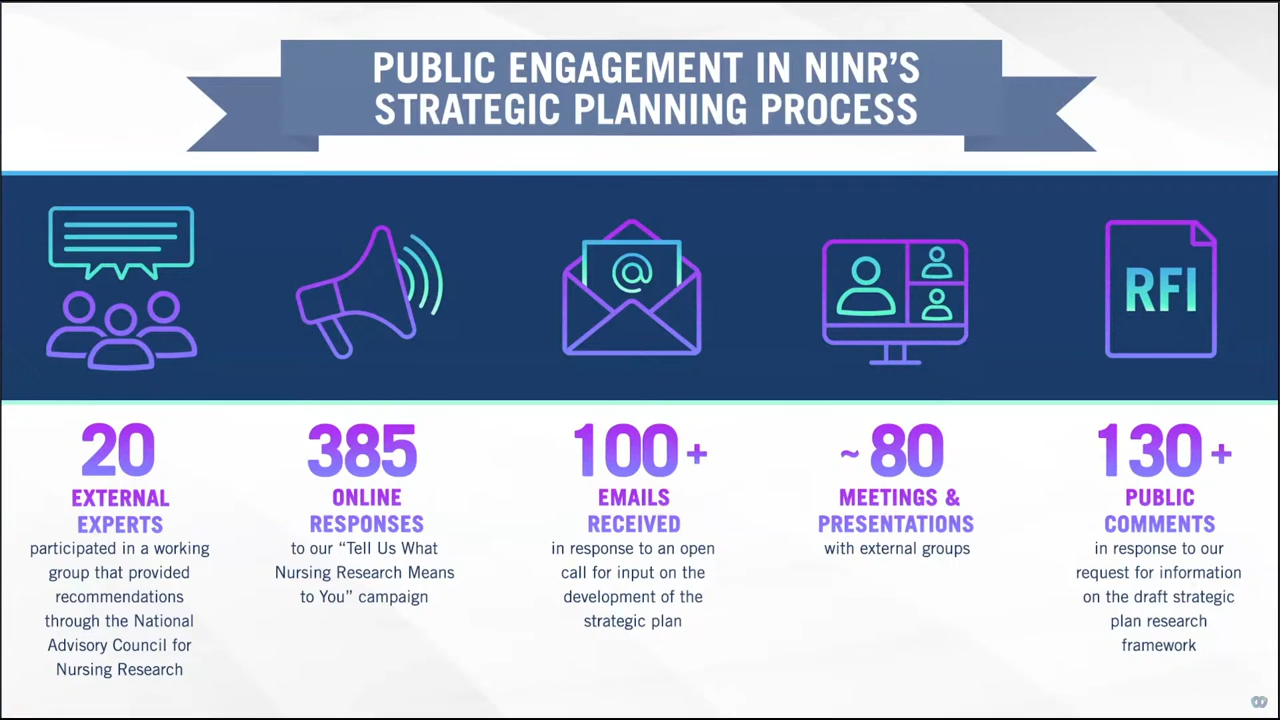 PUBLIC ENGAGEMENT IN NINR'S
STRATEGIC PLANNING PROCESS
@
RFI
20
EXTERNAL
EXPERTS
participated in a working
group that provided
recommendations
through the National
Advisory Council for
Nursing Research
385
ONLINE
RESPONSES
to our “Tell Us What
Nursing Research Means
to You” campaign
100+
EMAILS
RECEIVED
in response to an open
call for input on the
development of the
strategic plan
~80
MEETINGS &
PRESENTATIONS
with external groups
130+
PUBLIC
COMMENTS
in response to our
request for information
on the draft strategic
plan research
framework